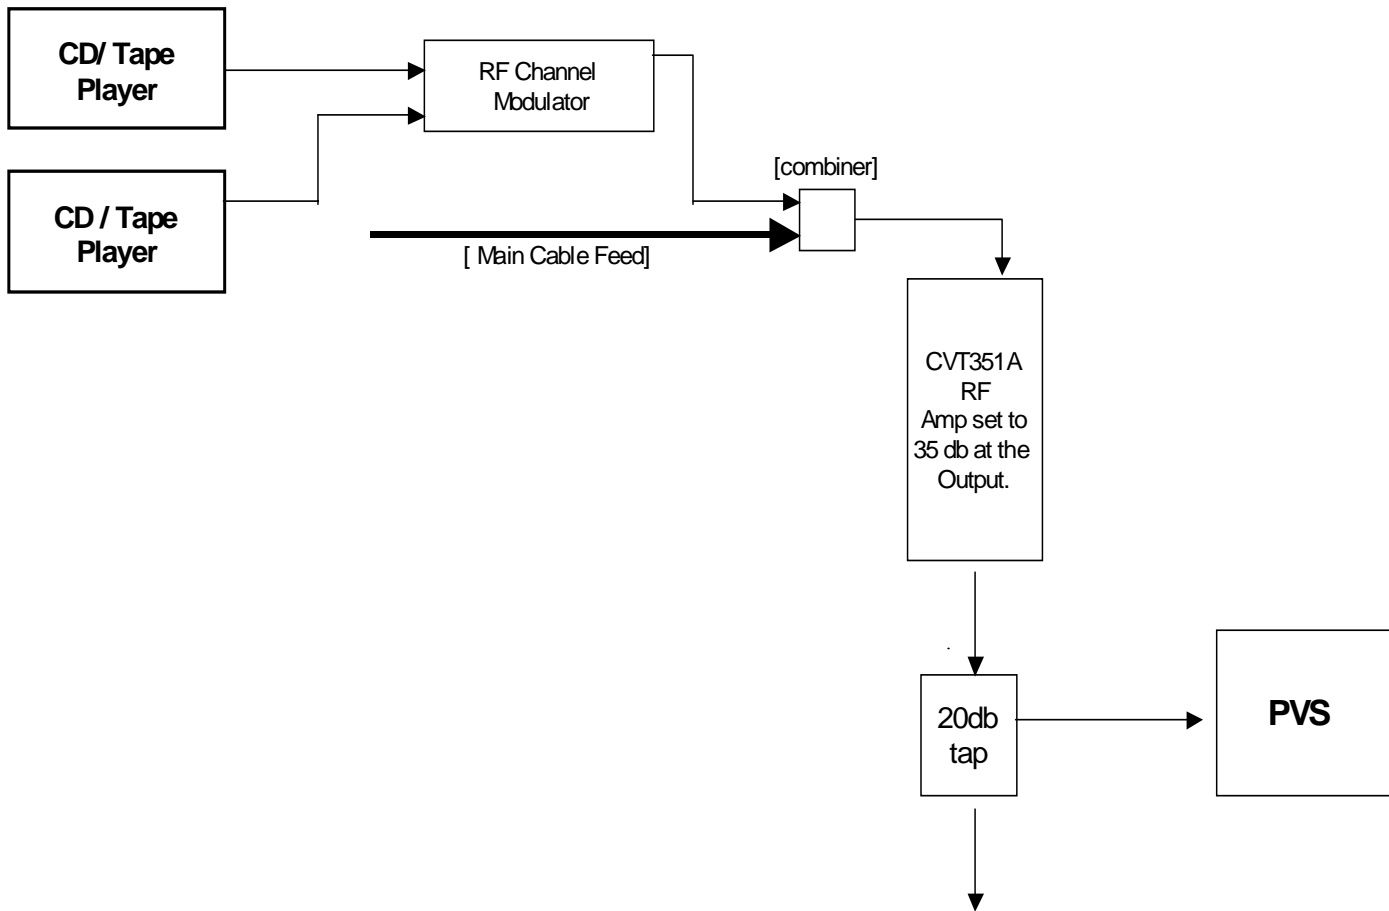 CD/ Tape
Player
RF Channel
Modulator
[combiner]
CD / Tape
Player
[ Main Cable Feed]
CVT351A
RF
Amp set to
35 db at the
Output.
20db
tap
PVS